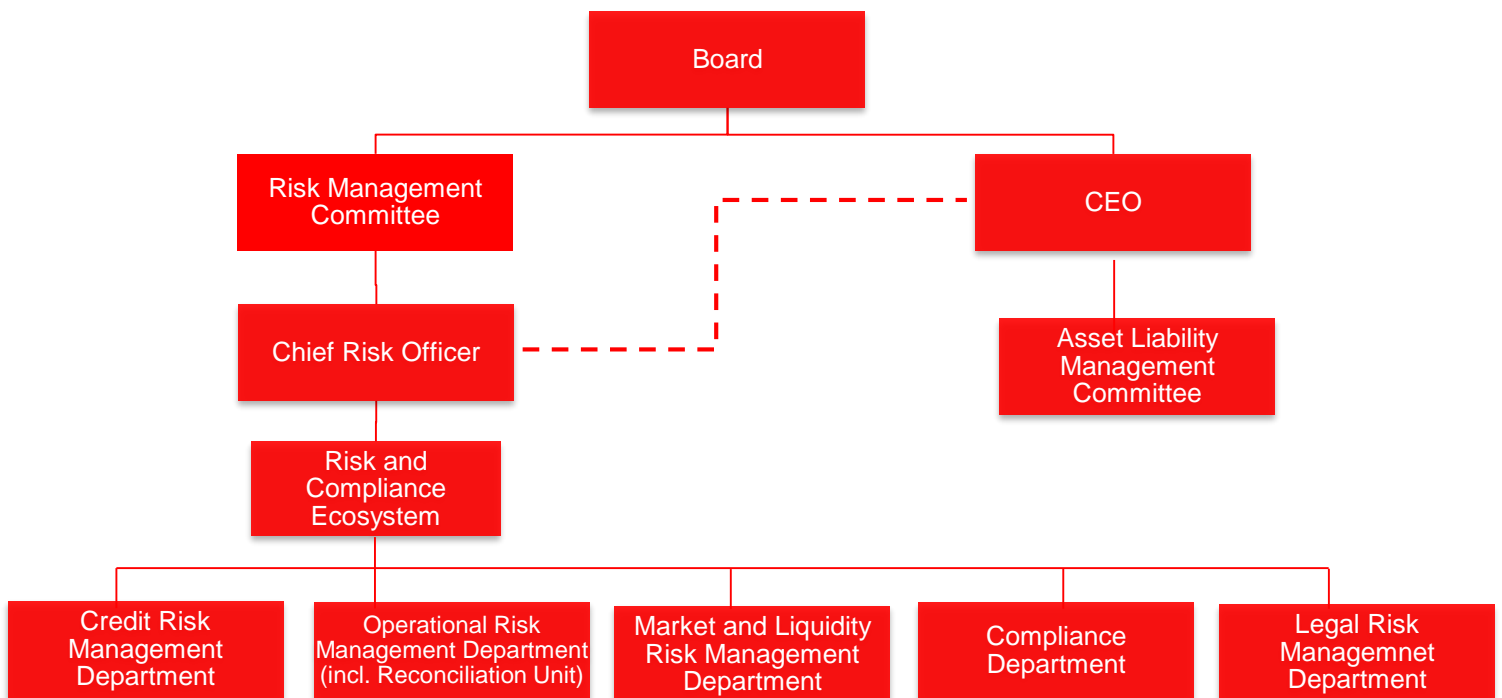 Board
Risk Management
Committee
CEO
Chief Risk Officer
Asset Liability
Management
Committee
Risk and
Compliance
Ecosystem
Credit Risk
Management
Department
Operational Risk
Management Department
(incl. Reconciliation Unit)
Market and Liquidity
Risk Management
Department
Compliance
Department
Legal Risk
Managemnet
Department